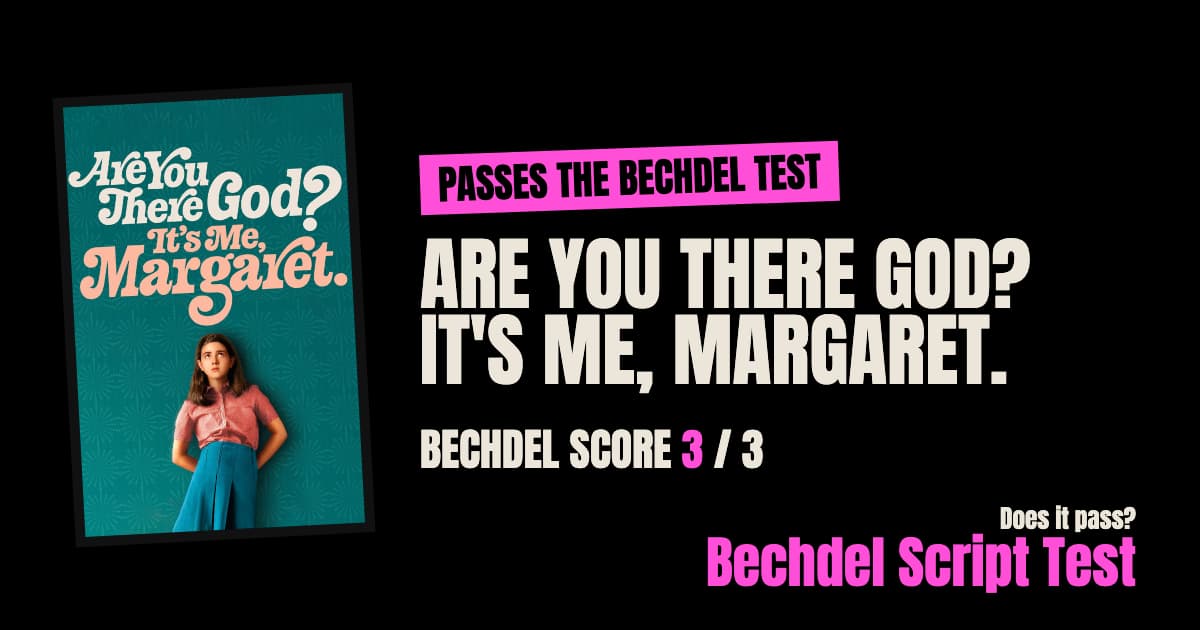 Are You
There God?
It's Me,
Margaret.
PASSES THE BECHDEL TEST
ARE YOU THERE GOD?
IT'S ME, MARGARET.
BECHDEL SCORE 3 / 3
Does it pass?
Bechdel Script Test